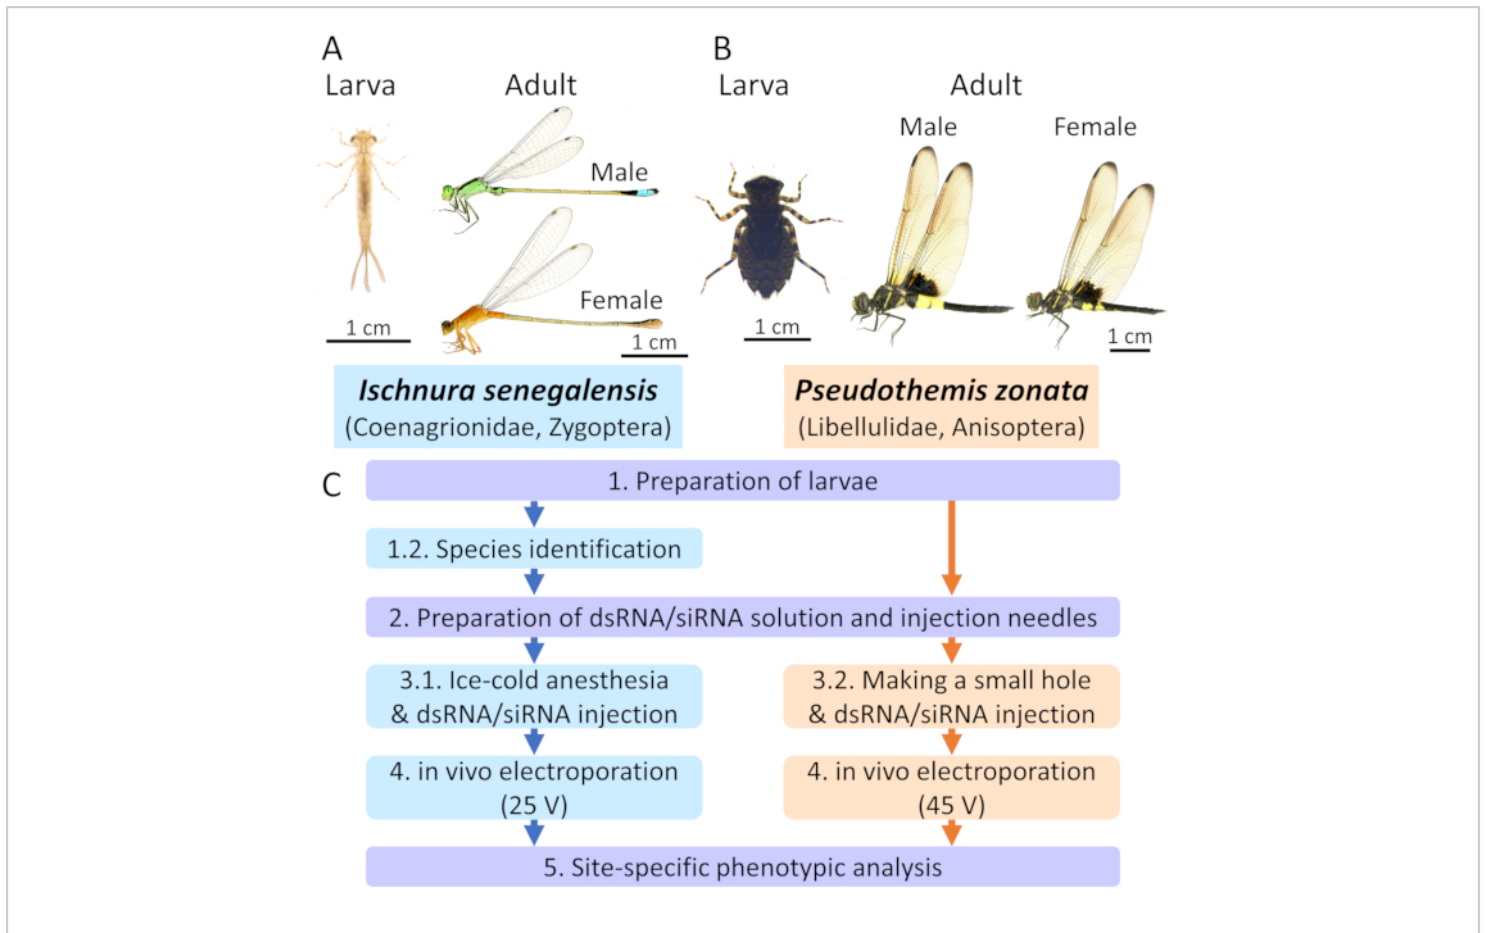 A
Larva
Adult
Male
Female
1 cm
1 cm
Ischnura senegalensis
(Coenagrionidae, Zygoptera)
B
Larva
Adult
Male
Female
1 cm
1 cm
Pseudothemis zonata
(Libellulidae, Anisoptera)
C
1. Preparation of larvae
1.2. Species identification
2. Preparation of dsRNA/siRNA solution and injection needles
3.1. Ice-cold anesthesia
& dsRNA/siRNA injection
3.2. Making a small hole
& dsRNA/siRNA injection
4. in vivo electroporation
(25 V)
4. in vivo electroporation
(45 V)
5. Site-specific phenotypic analysis